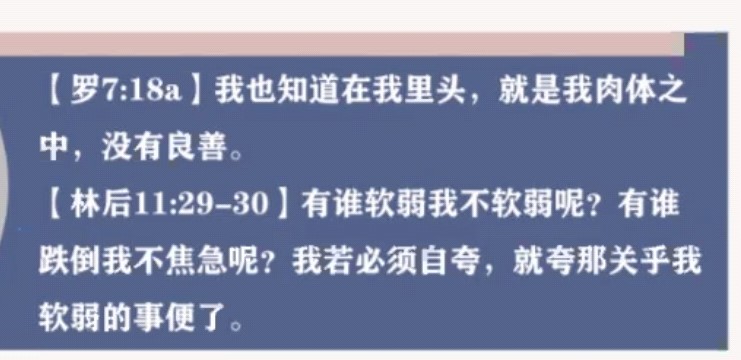 【罗7:18a】我也知道在我里头，就是我肉体之
中，没有良善。
【林后11:29-30】有谁软弱我不软弱呢？有谁
跌倒我不焦急呢？我若必须自夸，就夸那关乎我
软弱的事便了。